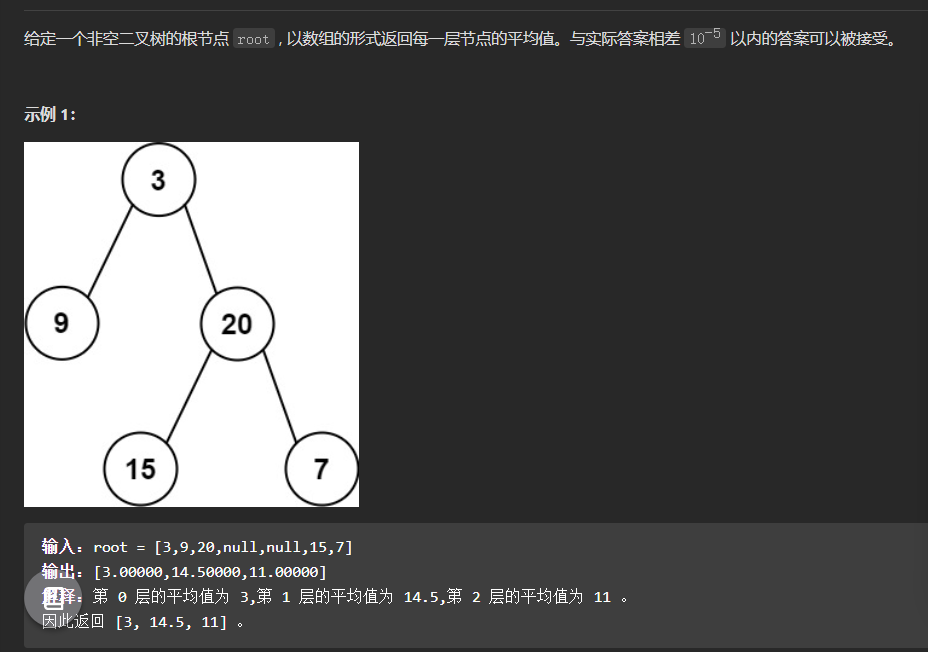 给定一个非空二叉树的根节点 root , 以数组的形式返回每一层节点的平均值。与实际答案相差 10⁻⁵ 以内的答案可以被接受。
示例 1：
3
9
20
15
7
输入：root = [3,9,20,null,null,15,7]
输出：[3.00000,14.50000,11.00000]
释：第 0 层的平均值为 3,第 1 层的平均值为 14.5,第 2 层的平均值为 11 。
因此返回 [3, 14.5, 11] 。